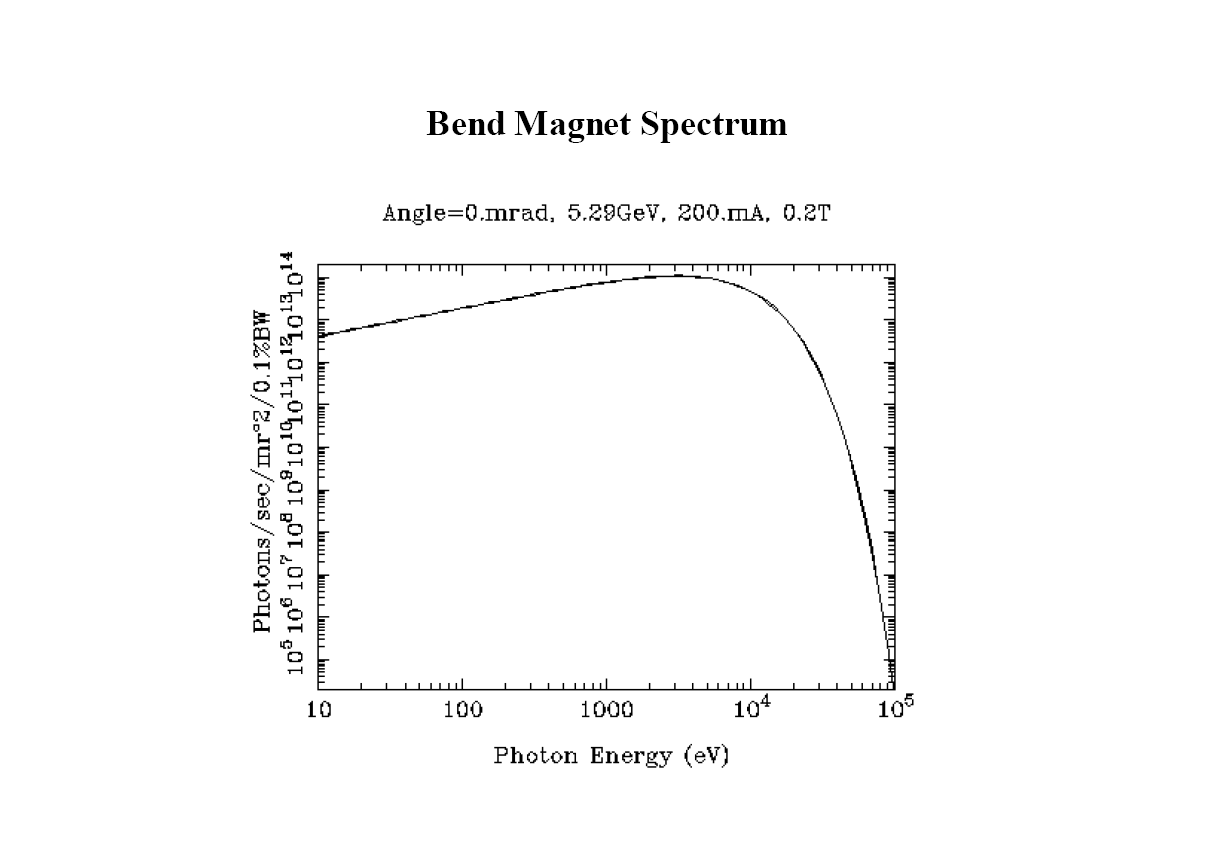 Bend Magnet Spectrum
Angle=0.mrad, 5.29GeV, 200.mA, 0.2T
Photons/sec/mr^2/0.1%BW
10^14
10^13
10^12
10^11
10^10
10^9
10^8
10^7
10^6
10^5
10 100 1000 10^4 10^5
Photon Energy (eV)